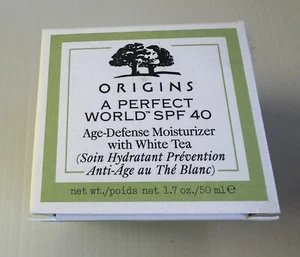 ORIGINS
A PERFECT
WORLD™ SPF 40
Age-Defense Moisturizer
with White Tea
(Soin Hydratant Prévention
Anti-Âge au Thé Blanc)
net wt./poids net 1.7 oz./50 ml ℮